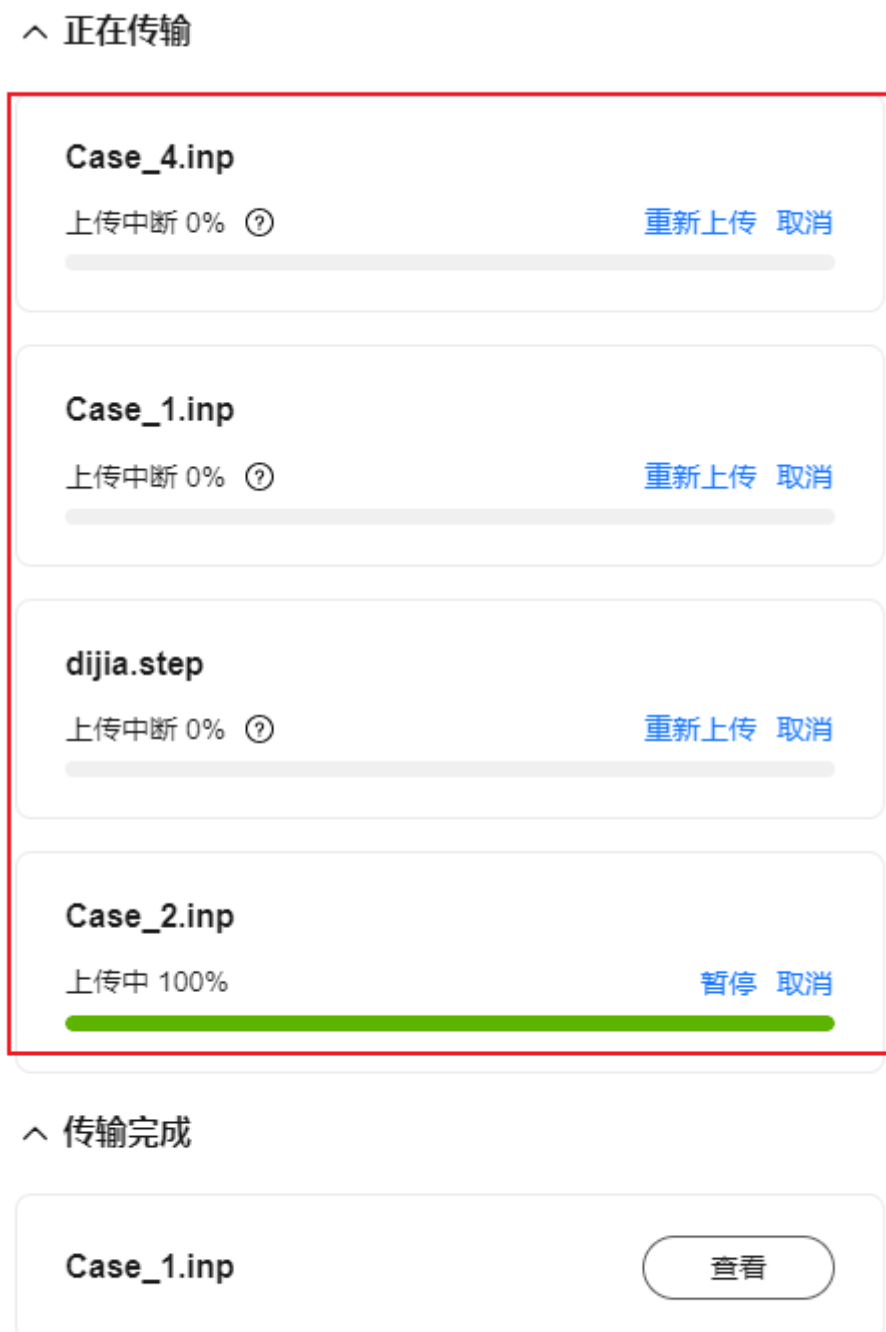 正在传输
Case_4.inp
上传中断 0% ? 重新上传 取消
Case_1.inp
上传中断 0% ? 重新上传 取消
dijia.step
上传中断 0% ? 重新上传 取消
Case_2.inp
上传中 100% 暂停 取消
传输完成
Case_1.inp 查看